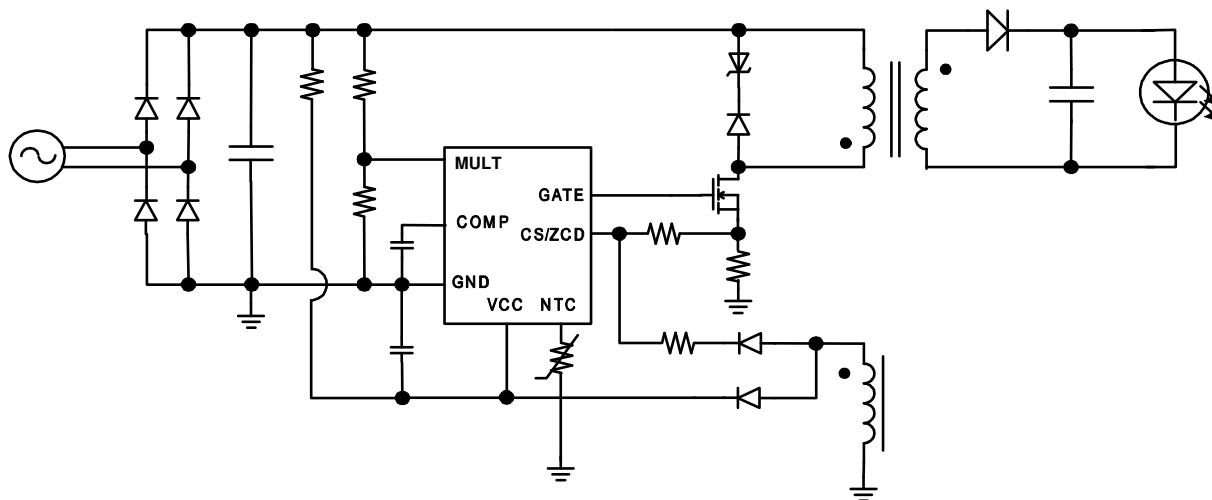 MULT
GATE
COMP
CS/ZCD
GND
VCC NTC